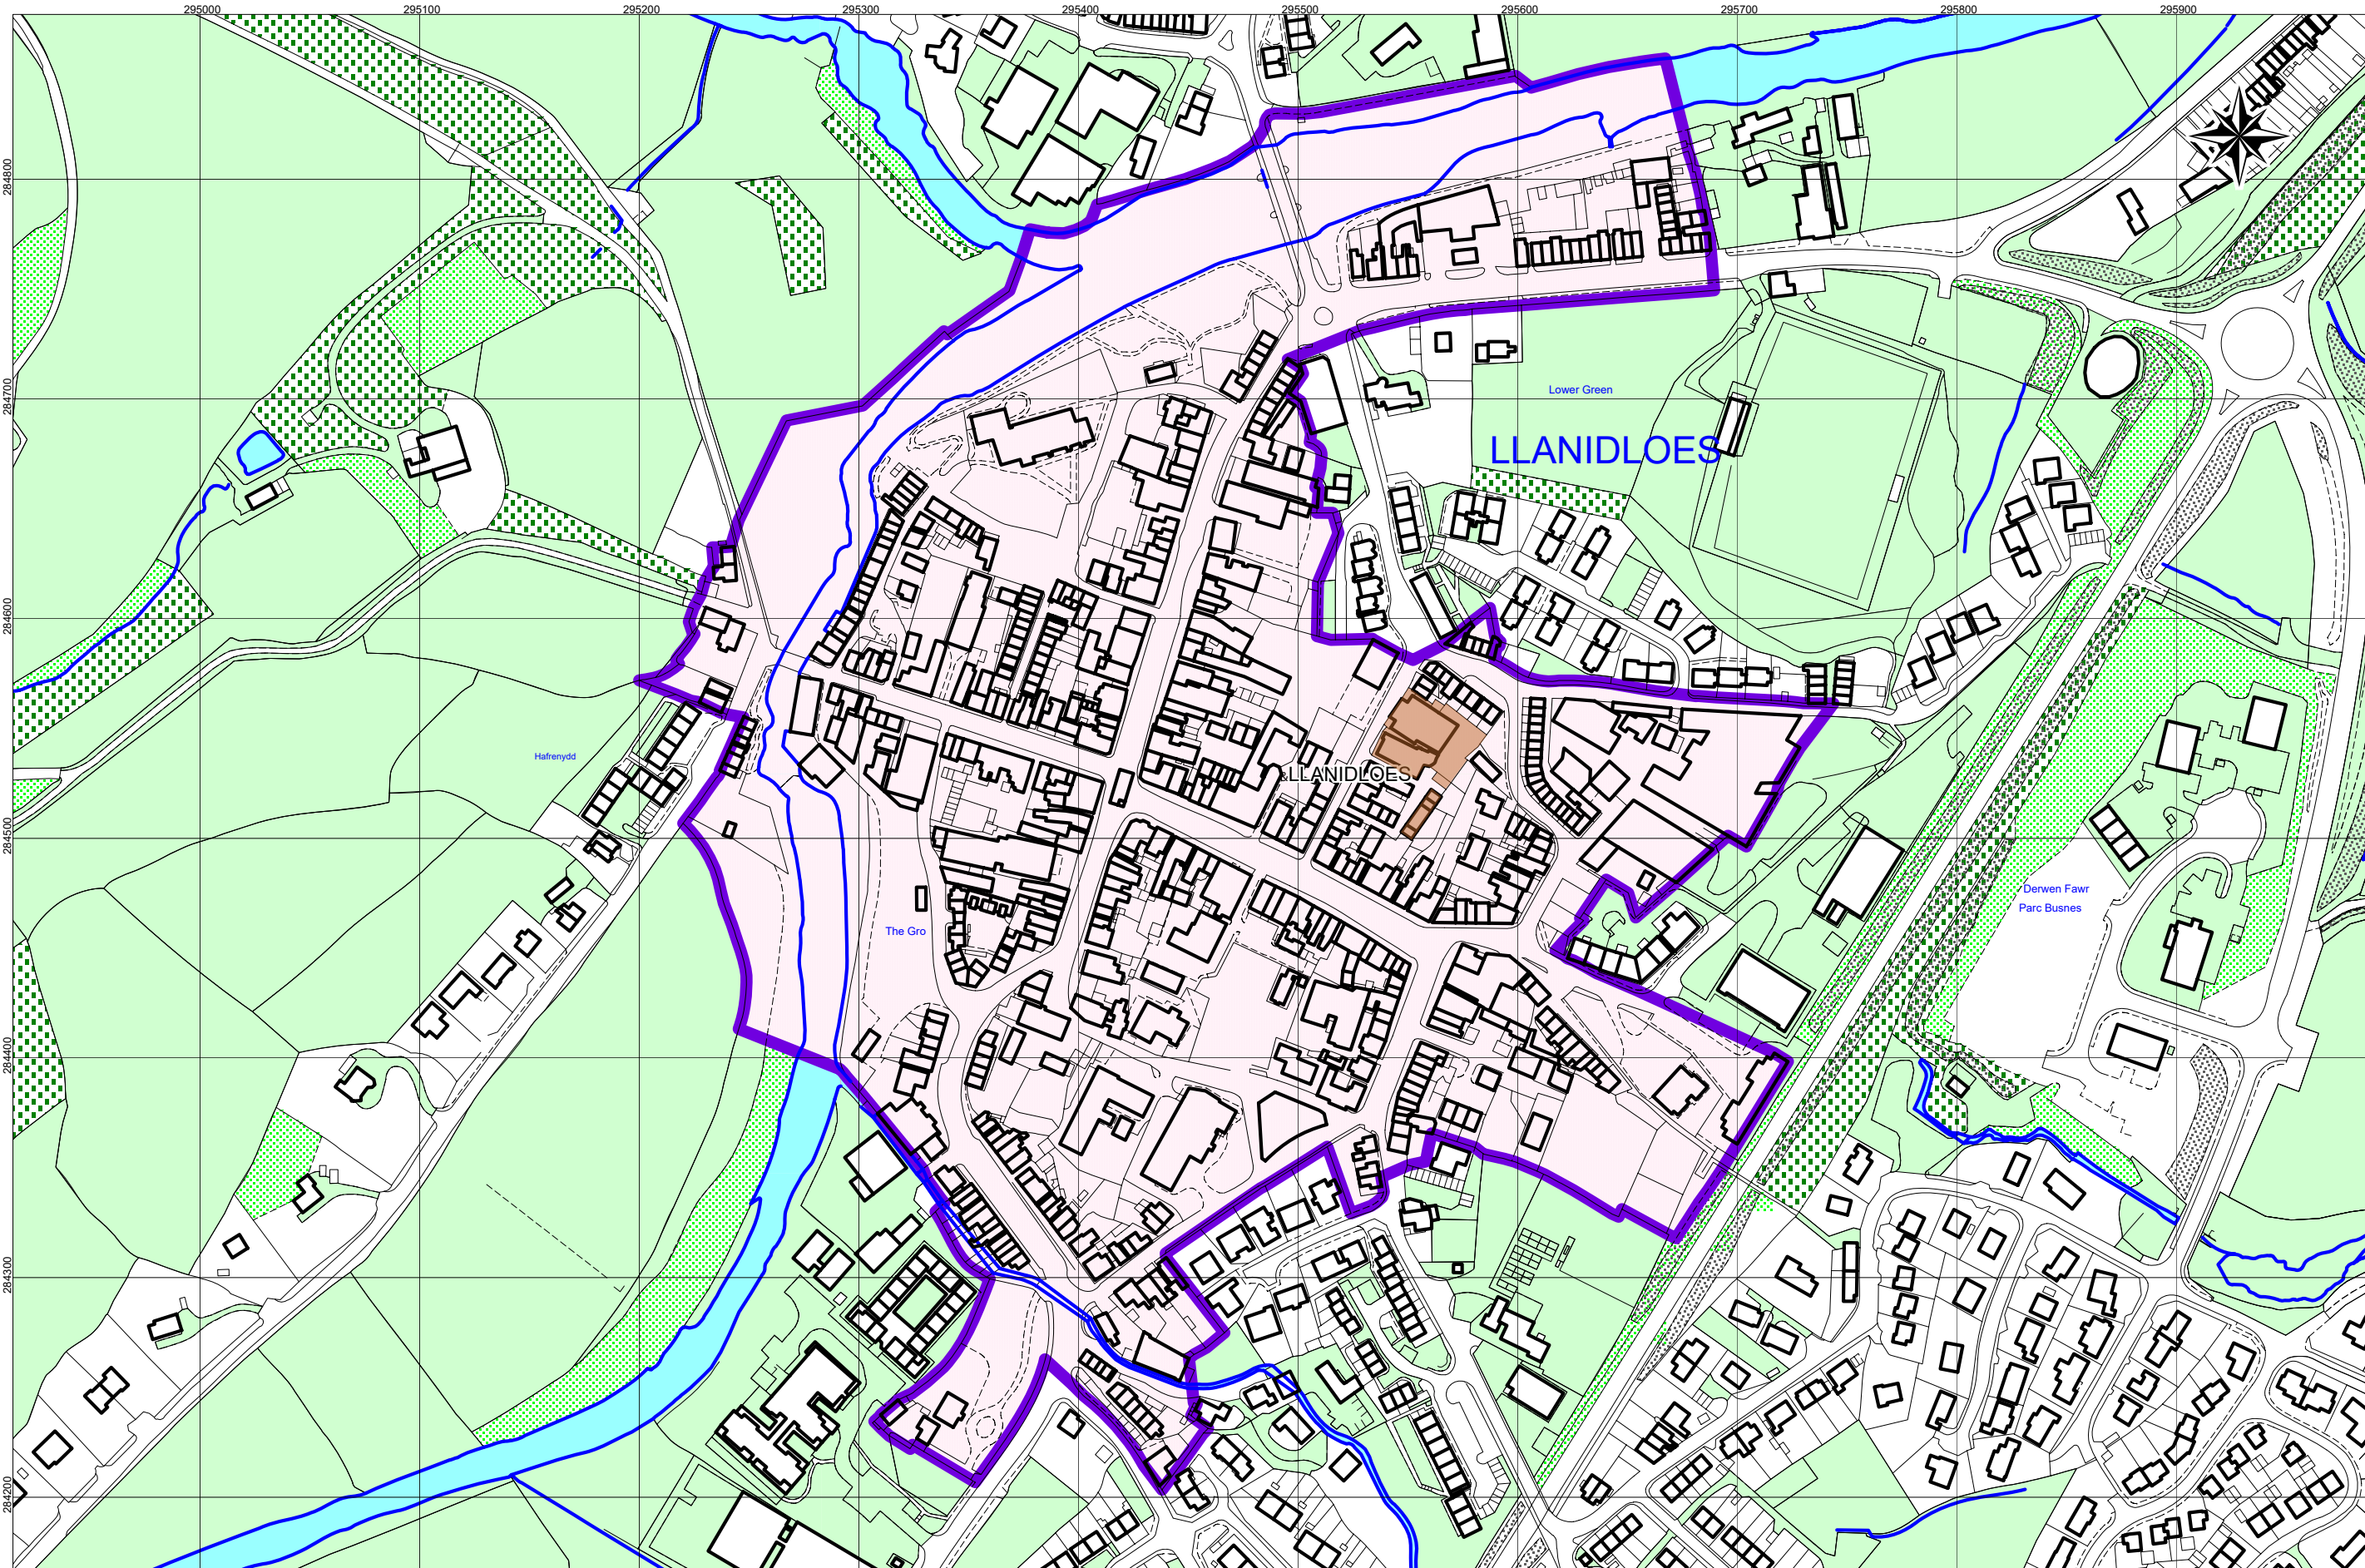 295000 295100 295200 295300 295400 295500 295600 295700 295800 295900
284800
284700
Lower Green
LLANIDLOES
284600
Hafrenydd
&LLANIDLOES
284500
Derwen Fawr
Parc Busnes
The Gro
284400
284300
284200